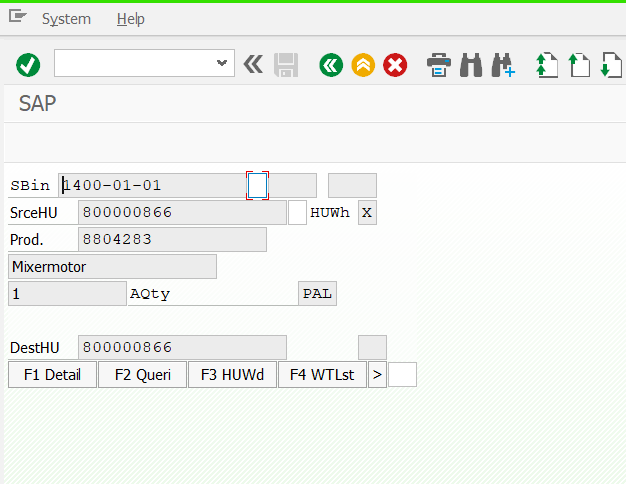 System Help
SAP
SBin 1400-01-01
SrceHU 800000866 HUWh X
Prod. 8804283
Mixermotor
1 AQty PAL
DestHU 800000866
F1 Detail F2 Queri F3 HUWd F4 WTLst >